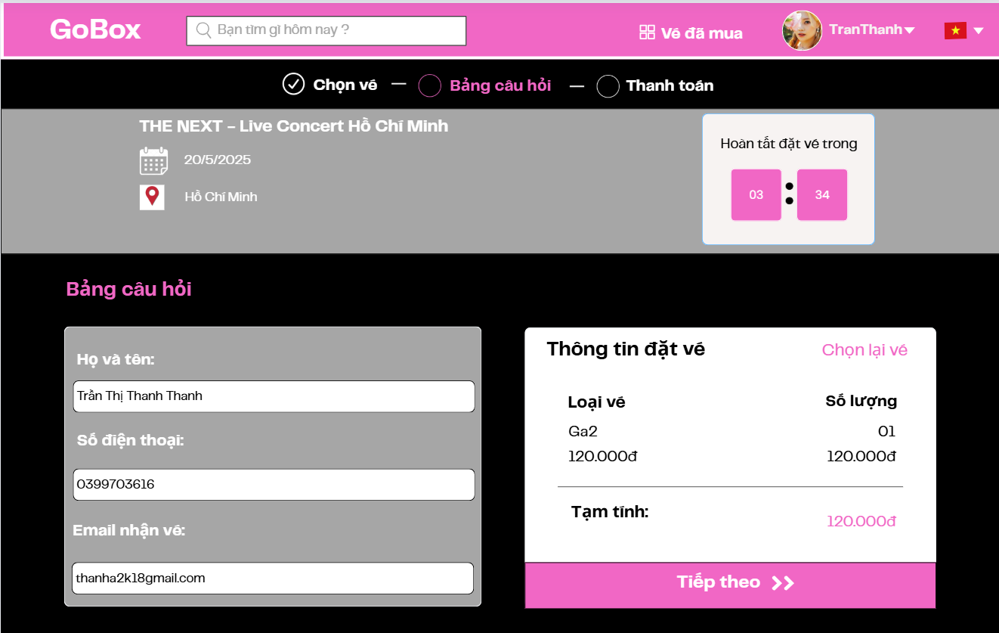 GoBox
Bạn tìm gì hôm nay ?
Vé đã mua
TranThanh
Chọn vé — Bảng câu hỏi — Thanh toán
THE NEXT - Live Concert Hồ Chí Minh
20/5/2025
Hồ Chí Minh
Hoàn tất đặt vé trong
03 : 34
Bảng câu hỏi
Họ và tên:
Trần Thị Thanh Thanh
Số điện thoại:
0399703616
Email nhận vé:
thanha2k18gmail.com
Thông tin đặt vé
Chọn lại vé
Loại vé
Số lượng
Ga2
01
120.000đ
120.000đ
Tạm tính:
120.000đ
Tiếp theo